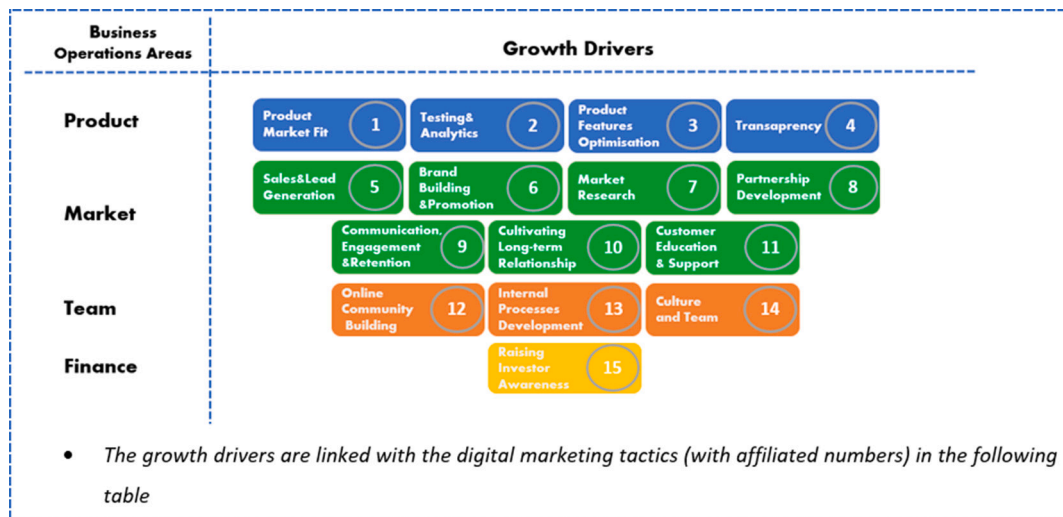 Business
Operations Areas
Growth Drivers
Product
Product
Market Fit
1
Testing&
Analytics
2
Product
Features
Optimisation
3
Transaprency
4
Market
Sales&Lead
Generation
5
Brand
Building
&Promotion
6
Market
Research
7
Partnership
Development
8
Communication,
Engagement
&Retention
9
Cultivating
Long-term
Relationship
10
Customer
Education
& Support
11
Team
Online
Community
Building
12
Internal
Processes
Development
13
Culture
and Team
14
Finance
Raising
Investor
Awareness
15
• The growth drivers are linked with the digital marketing tactics (with affiliated numbers) in the following
table